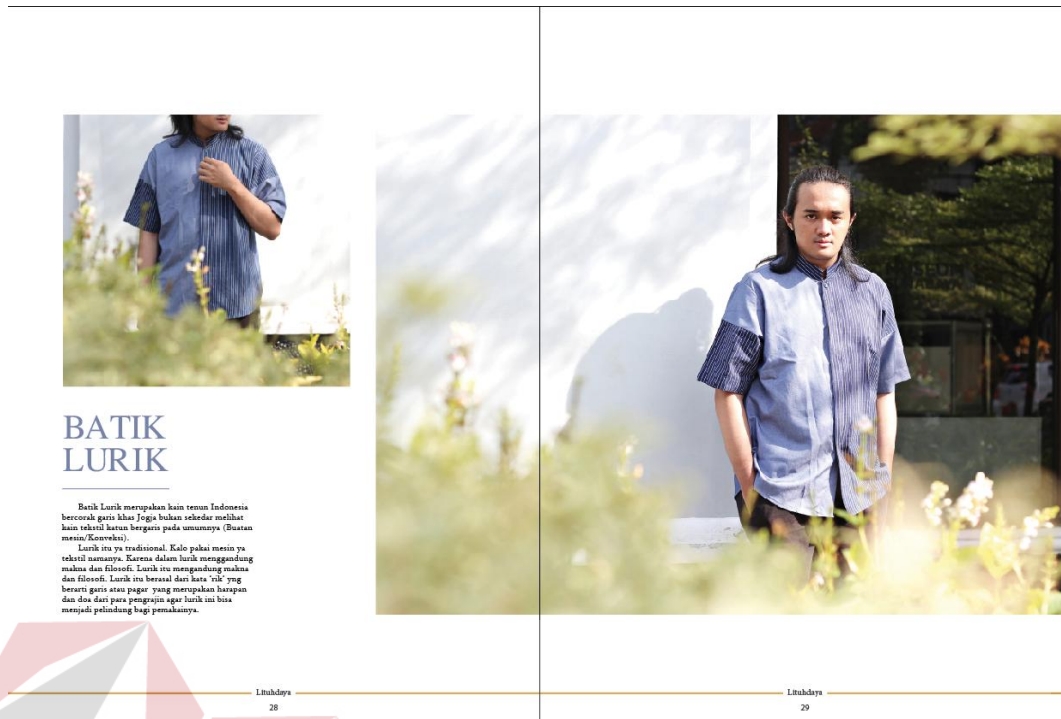 BATIK
LURIK
Batik Lurik merupakan kain tenun Indonesia
bercorak garis khas Jogja bukan sekedar melihat
kain tekstil katun bergaris pada umumnya (Buatan
mesin/Konveksi).
Lurik itu ya tradisional. Kalo pakai mesin ya
tekstil namanya. Karena dalam lurik menggandung
makna dan filosofi. Lurik itu mengandung makna
dan filosofi. Lurik itu berasal dari kata 'rik' yng
berarti garis atau pagar yang merupakan harapan
dan doa dari para pengrajin agar lurik ini bisa
menjadi pelindung bagi pemakainya.
Lituhdaya
28
Lituhdaya
29